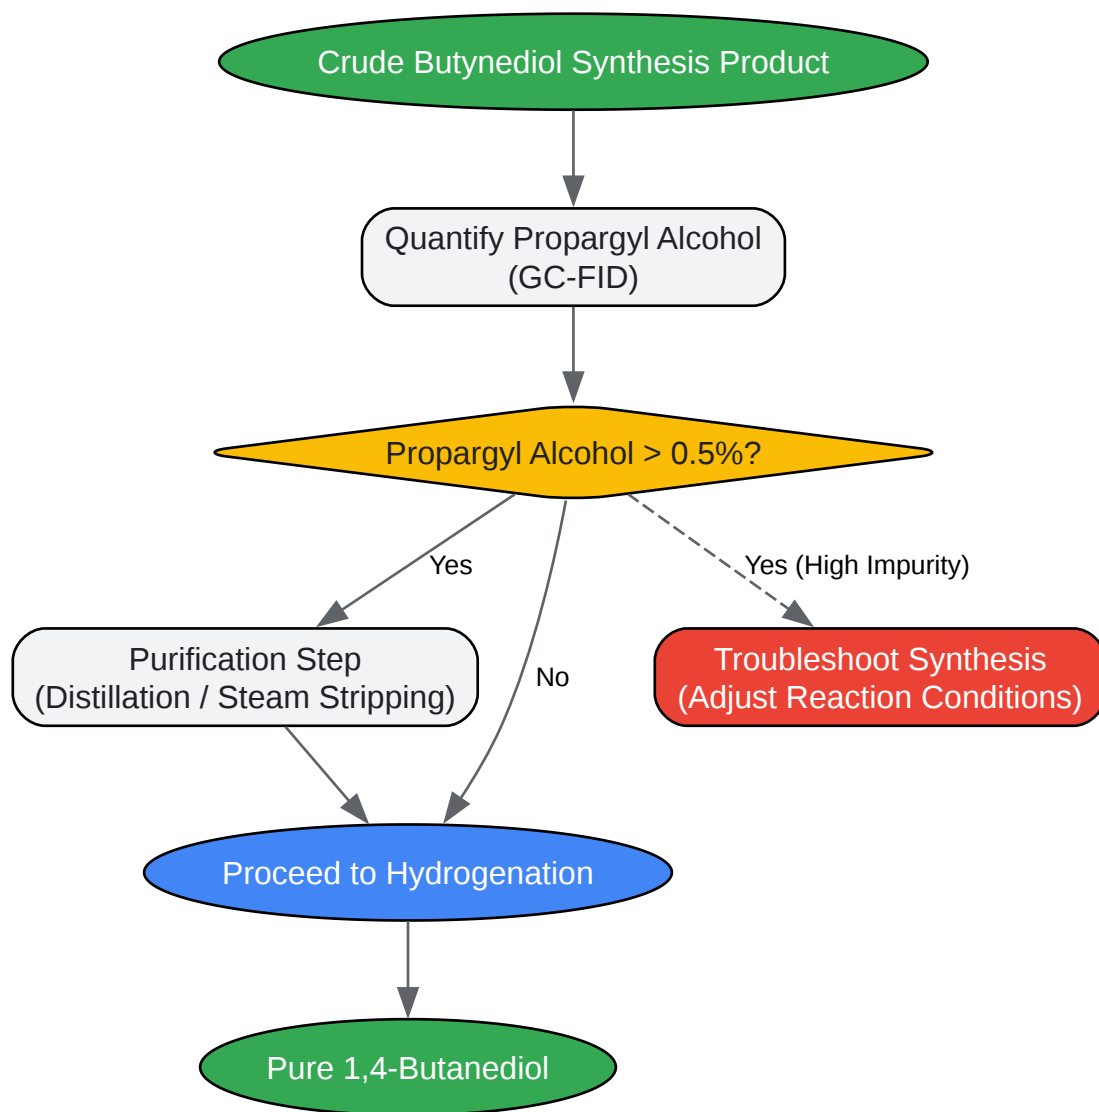 Crude Butynediol Synthesis Product
Quantify Propargyl Alcohol
(GC-FID)
Propargyl Alcohol > 0.5%?
Yes
Yes (High Impurity)
Purification Step
(Distillation / Steam Stripping)
No
Troubleshoot Synthesis
(Adjust Reaction Conditions)
Proceed to Hydrogenation
Pure 1,4-Butanediol